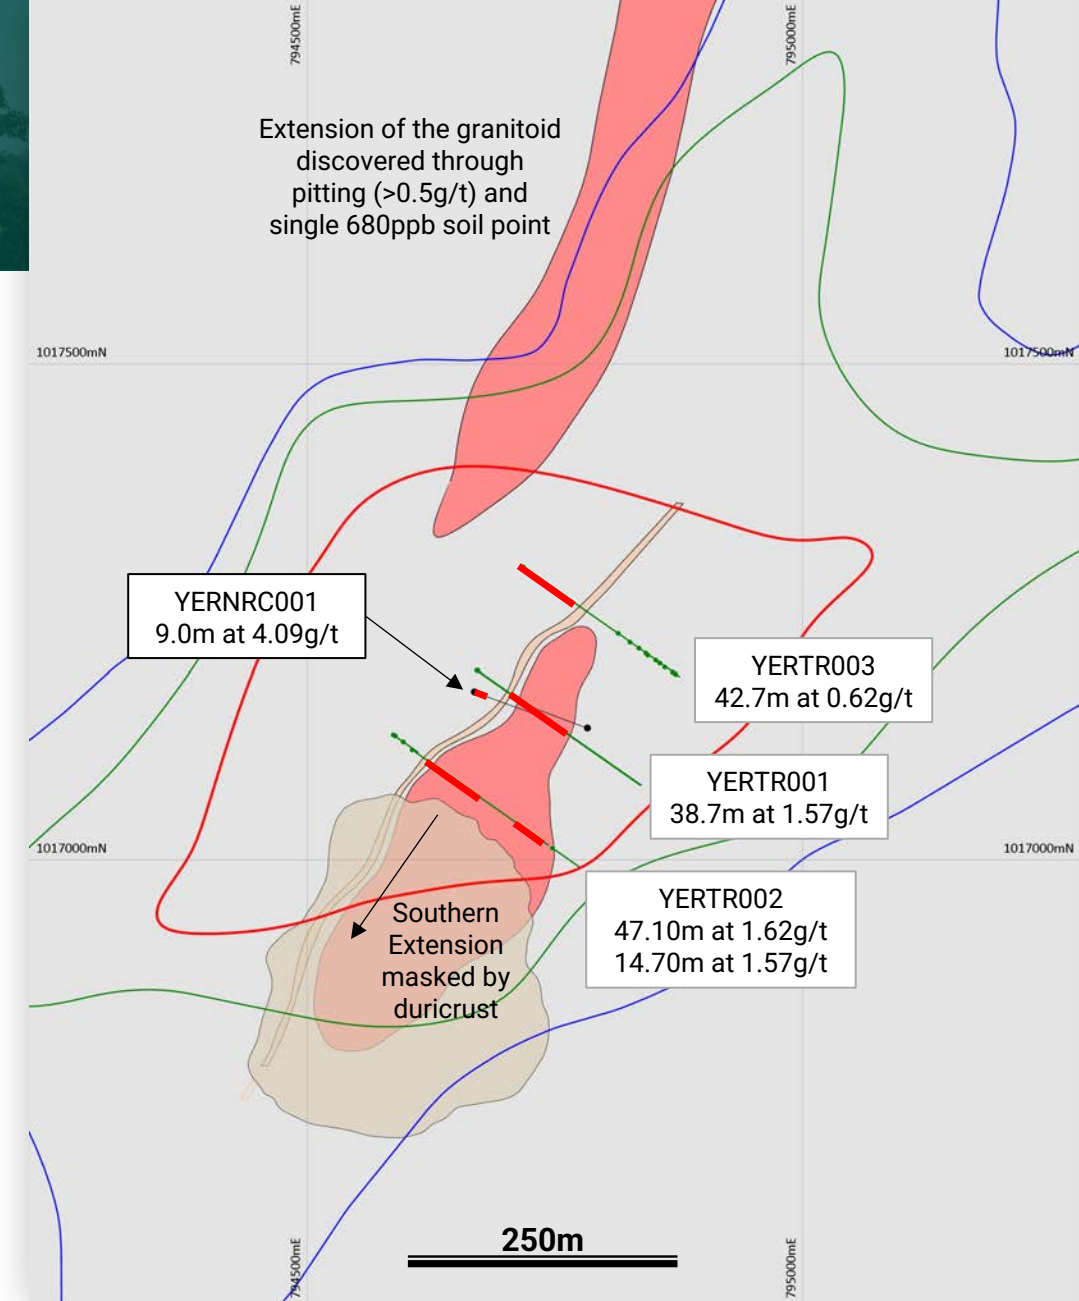 794500mE
795000mE
Extension of the granitoid
discovered through
pitting (>0.5g/t) and
single 680ppb soil point
1017500mN
1017500mN
YERNRC001
9.0m at 4.09g/t
YERTR003
42.7m at 0.62g/t
YERTR001
38.7m at 1.57g/t
1017000mN
1017000mN
YERTR002
47.10m at 1.62g/t
14.70m at 1.57g/t
Southern
Extension
masked by
duricrust
250m
794500mE
795000mE